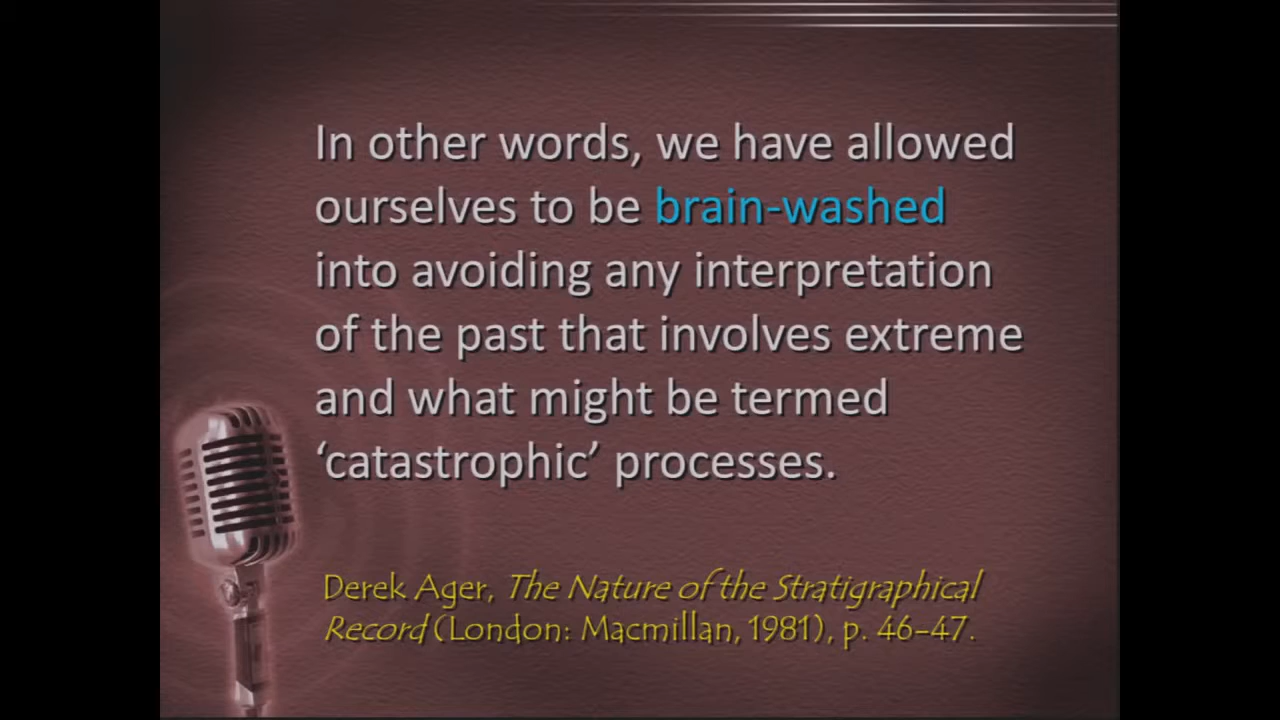 In other words, we have allowed
ourselves to be brain-washed
into avoiding any interpretation
of the past that involves extreme
and what might be termed
‘catastrophic’ processes.
Derek Ager, The Nature of the Stratigraphical
Record (London: Macmillan, 1981), p. 46–47.